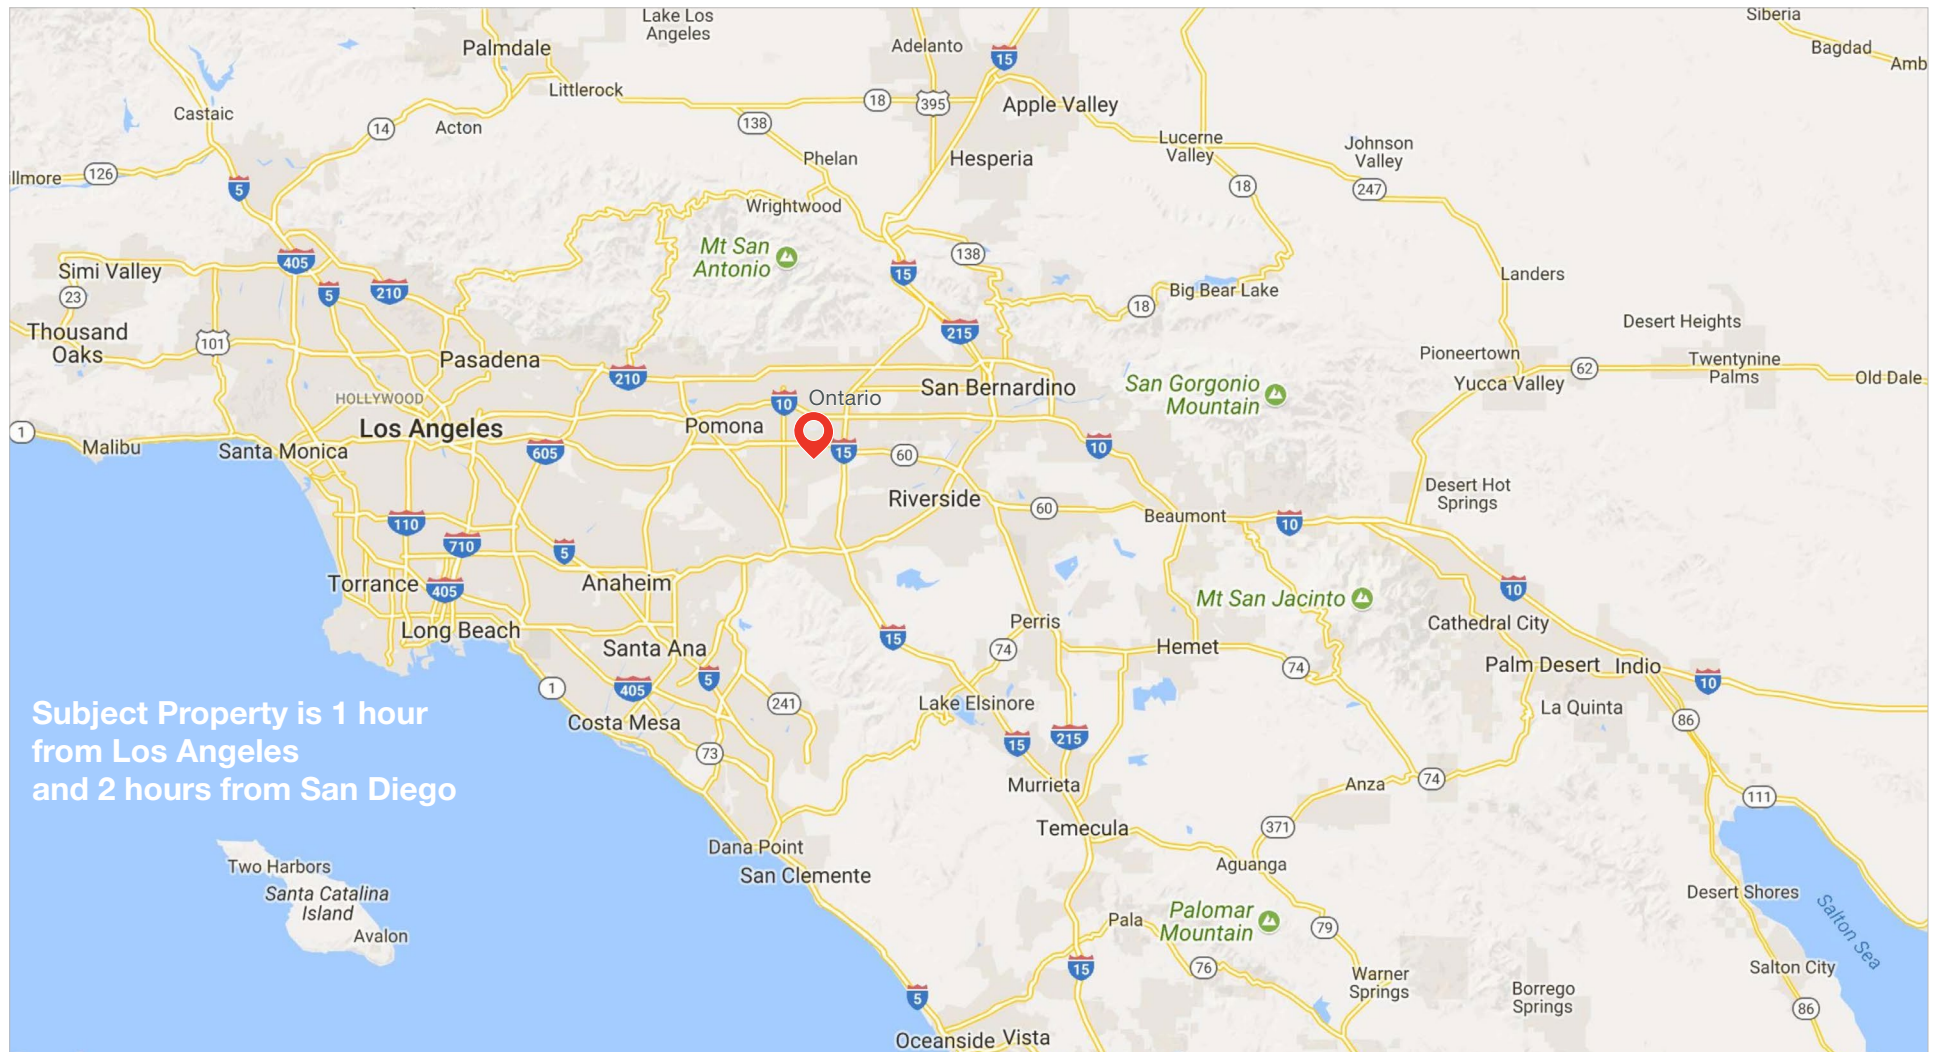 Lake Los
Angeles
Siberia
Palmdale
Adelanto
15
Bagdad
Amb
Littlerock
18
395
Apple Valley
Castaic
14
Acton
138
Lucerne
Valley
Johnson
Valley
Phelan
Hesperia
llmore
126
5
18
247
Wrightwood
Mt San
Antonio
138
405
Simi Valley
15
Landers
23
5
210
Big Bear Lake
18
Thousand
Oaks
101
215
Desert Heights
Pasadena
Pioneertown
Twentynine
Palms
62
210
San Bernardino
San Gorgonio
Mountain
Yucca Valley
Old Dale
HOLLYWOOD
10
Ontario
1
Los Angeles
Pomona
Malibu
Santa Monica
605
15
60
10
Riverside
Desert Hot
Springs
110
60
Beaumont
10
710
5
Torrance
405
Anaheim
Mt San Jacinto
10
Long Beach
Perris
Cathedral City
Santa Ana
15
74
Hemet
74
Palm Desert
Indio
1
405
5
241
Lake Elsinore
10
La Quinta
Subject Property is 1 hour
from Los Angeles
and 2 hours from San Diego
Costa Mesa
73
15
215
86
Murrieta
Anza
74
111
Temecula
371
Dana Point
Aguanga
San Clemente
Two Harbors
Santa Catalina
Island
Avalon
Desert Shores
Pala
Palomar
Mountain
79
Salton Sea
15
76
Warner
Springs
Salton City
5
Borrego
Springs
86
Oceanside
Vista